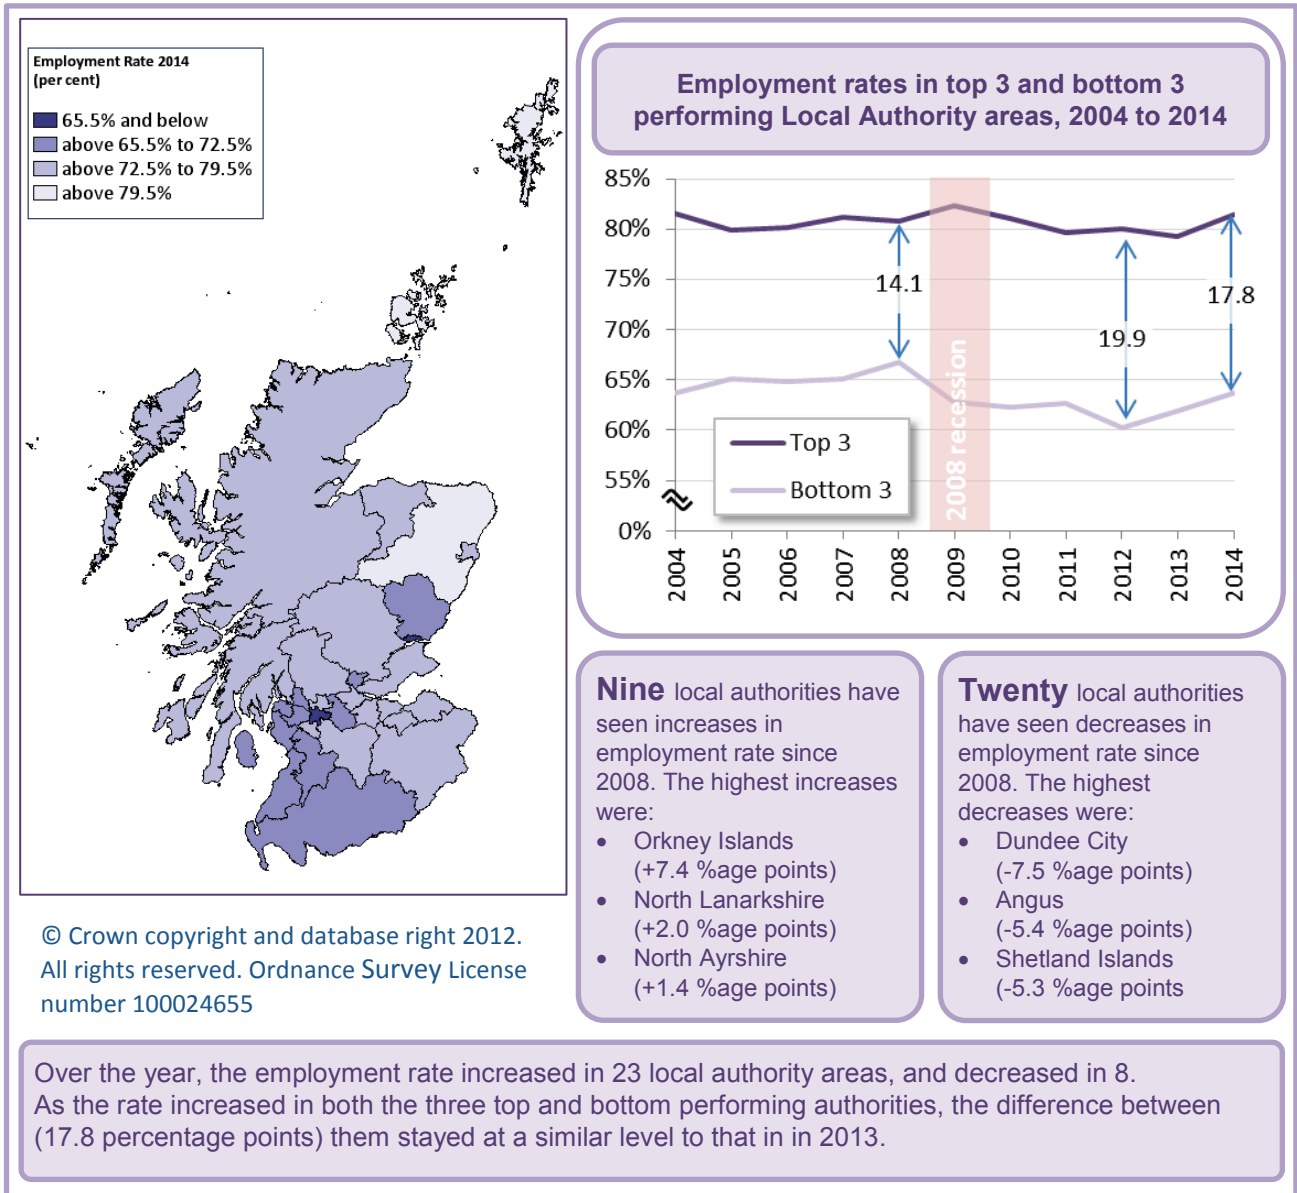 Employment Rate 2014
(per cent)
65.5% and below
above 65.5% to 72.5%
above 72.5% to 79.5%
above 79.5%
© Crown copyright and database right 2012.
All rights reserved. Ordnance Survey License
number 100024655
Employment rates in top 3 and bottom 3
performing Local Authority areas, 2004 to 2014
85%
80%
75%
70%
65%
60%
55%
0%
14.1
19.9
17.8
2008 recession
Top 3
Bottom 3
2004
2005
2006
2007
2008
2009
2010
2011
2012
2013
2014
Nine local authorities have
seen increases in
employment rate since
2008. The highest increases
were:
• Orkney Islands
(+7.4 %age points)
• North Lanarkshire
(+2.0 %age points)
• North Ayrshire
(+1.4 %age points)
Twenty local authorities
have seen decreases in
employment rate since
2008. The highest
decreases were:
• Dundee City
(-7.5 %age points)
• Angus
(-5.4 %age points)
• Shetland Islands
(-5.3 %age points
Over the year, the employment rate increased in 23 local authority areas, and decreased in 8.
As the rate increased in both the three top and bottom performing authorities, the difference between
(17.8 percentage points) them stayed at a similar level to that in in 2013.